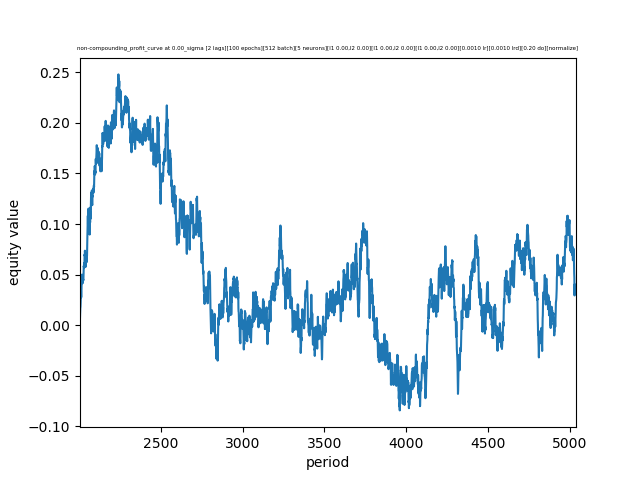 non-compounding_profit_curve at 0.00_sigma [2 lags][100 epochs][512 batch][5 neurons][l1 0.00,l2 0.00][l1 0.00,l2 0.00][l1 0.00,l2 0.00][0.0010 lr][0.0010 lrd][0.20 do][normalize]
0.25
0.20
0.15
0.10
0.05
0.00
−0.05
−0.10
equity value
2500 3000 3500 4000 4500 5000
period